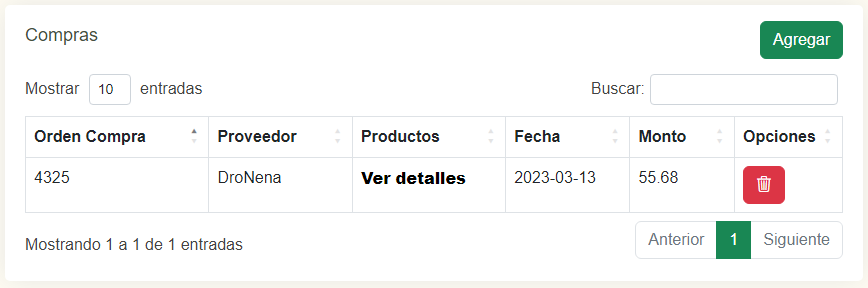 Compras
Agregar
Mostrar 10 entradas
Buscar:
Orden Compra Proveedor Productos Fecha Monto Opciones
4325 DroNena Ver detalles 2023-03-13 55.68
Mostrando 1 a 1 de 1 entradas
Anterior 1 Siguiente